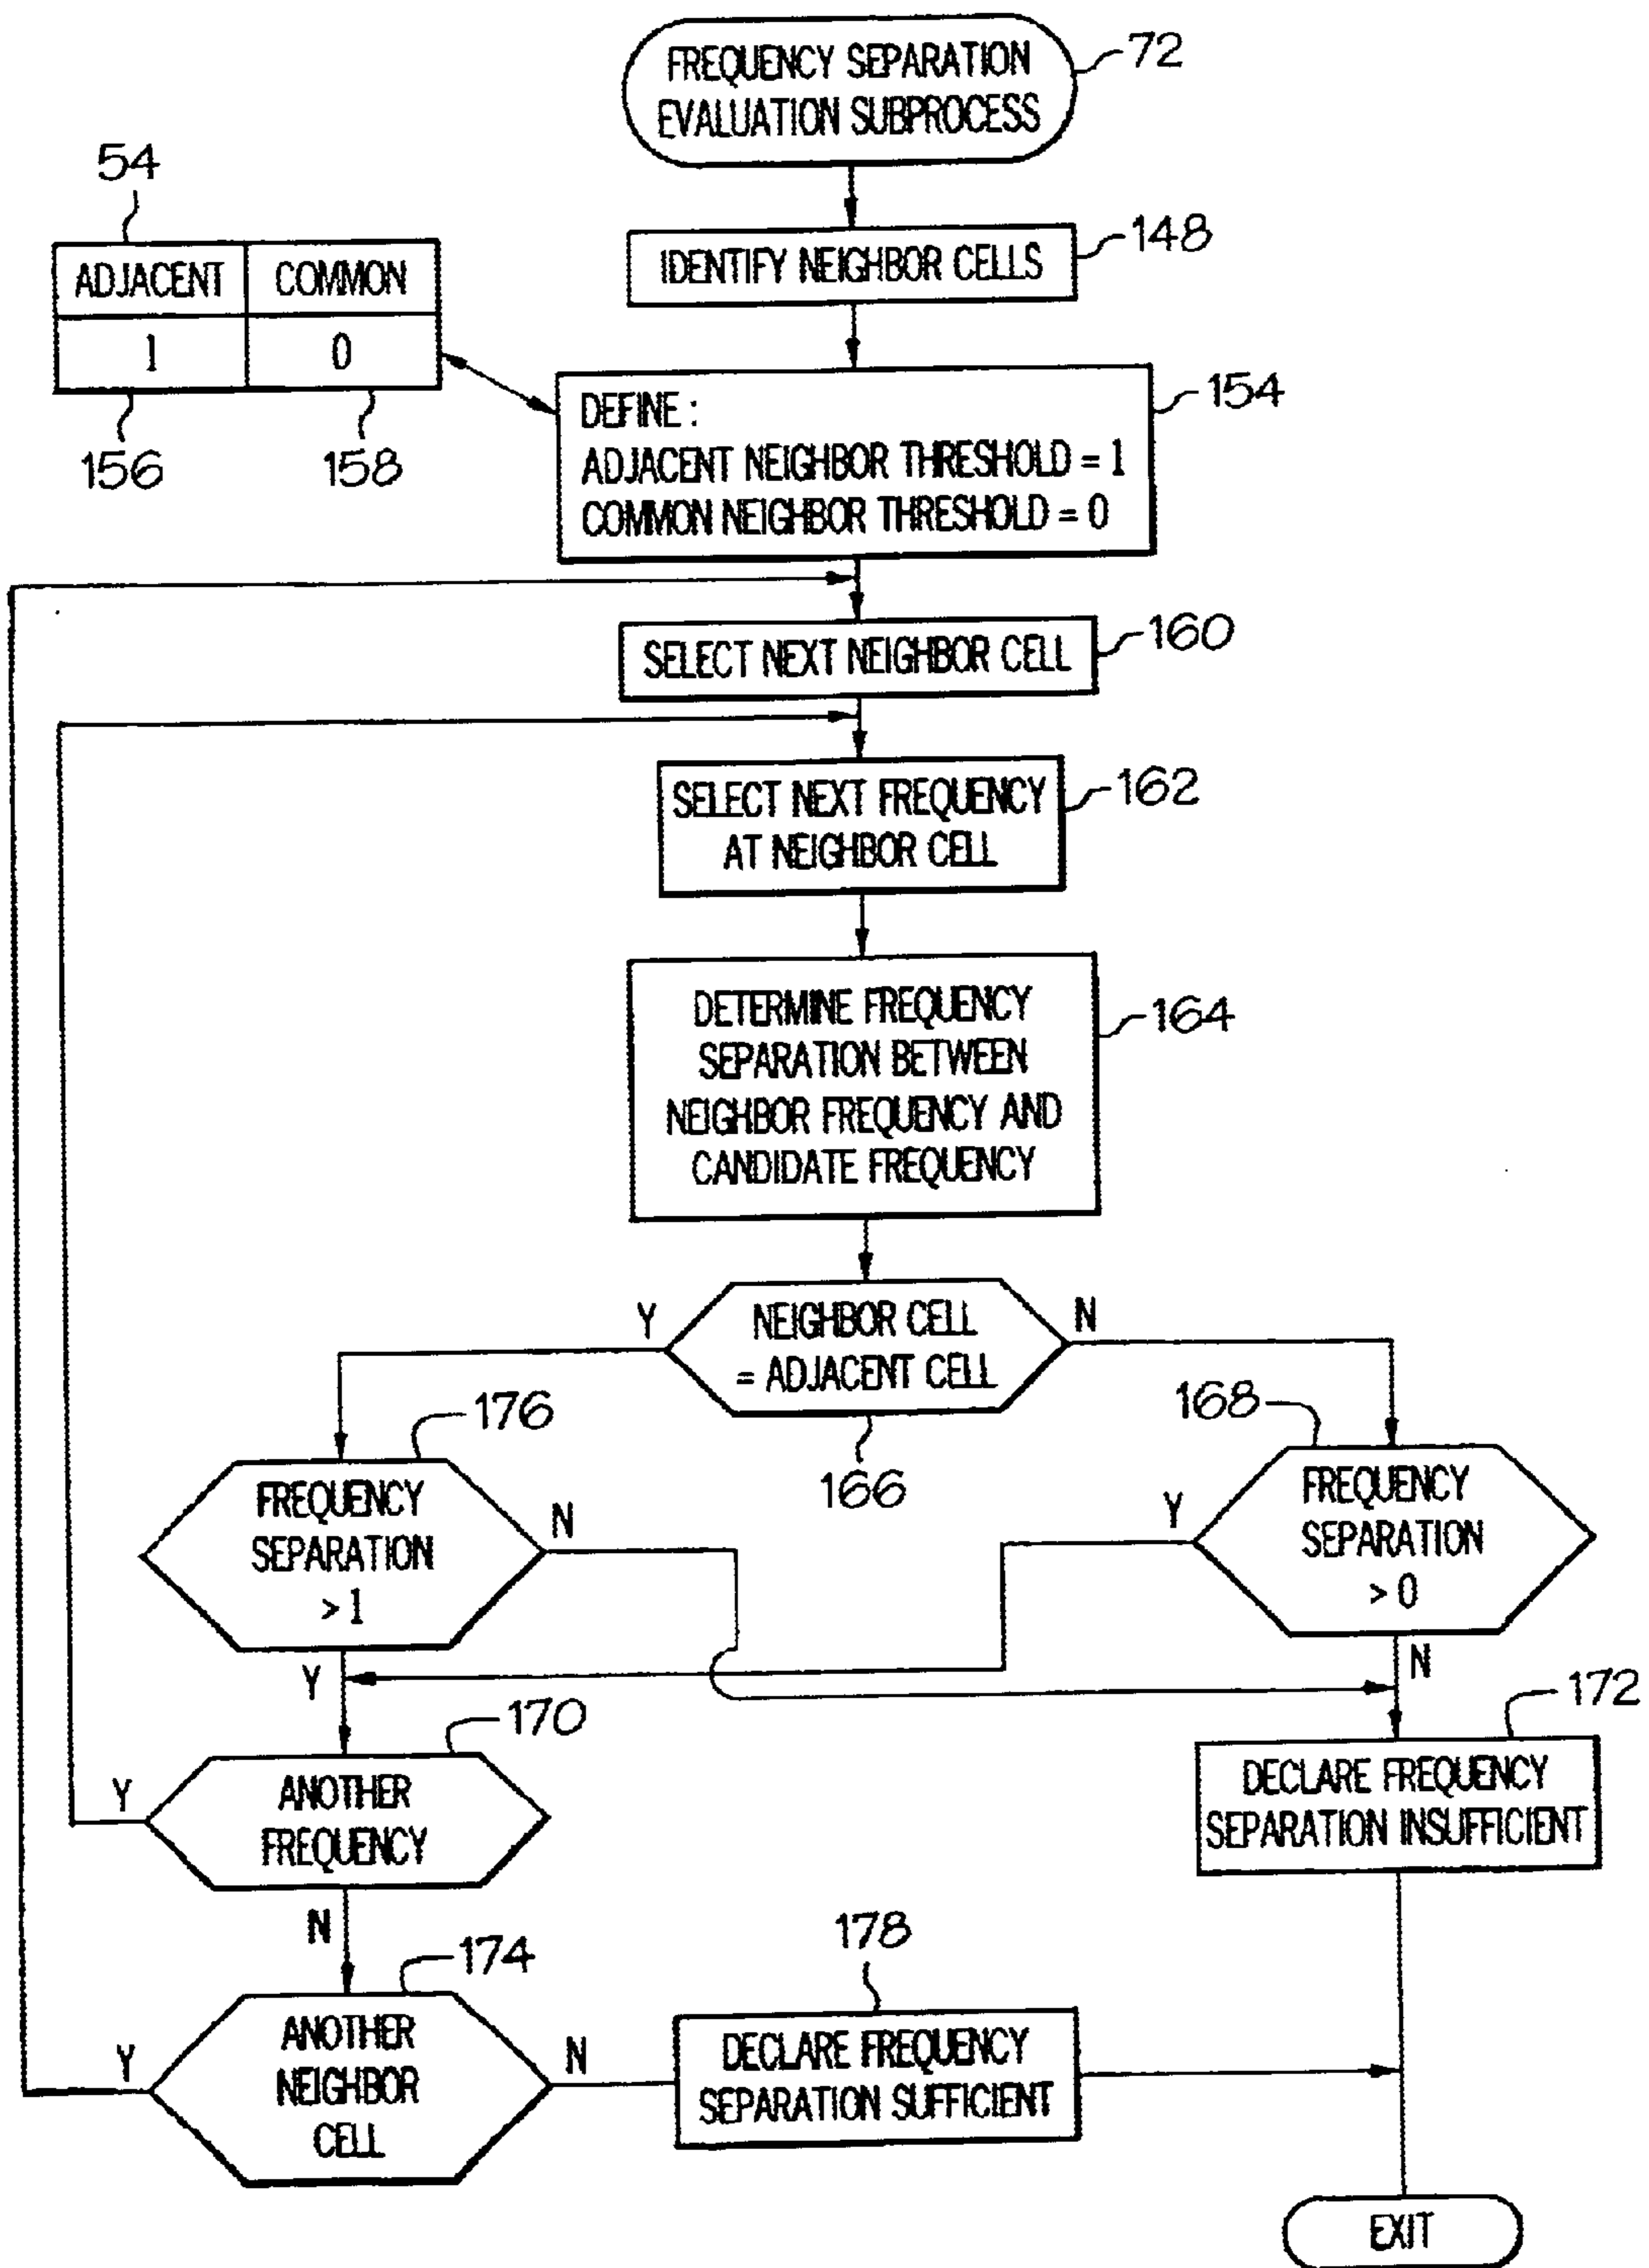 FREQUENCY SEPARATION
EVALUATION SUBPROCESS
72
54
ADJACENT COMMON
1 0
156 158
IDENTIFY NEIGHBOR CELLS
148
DEFINE :
ADJACENT NEIGHBOR THRESHOLD = 1
COMMON NEIGHBOR THRESHOLD = 0
154
SELECT NEXT NEIGHBOR CELL
160
SELECT NEXT FREQUENCY
AT NEIGHBOR CELL
162
DETERMINE FREQUENCY
SEPARATION BETWEEN
NEIGHBOR FREQUENCY AND
CANDIDATE FREQUENCY
164
Y
NEIGHBOR CELL
= ADJACENT CELL
N
166
176
FREQUENCY
SEPARATION
> 1
N
Y
168
FREQUENCY
SEPARATION
> 0
Y
N
170
ANOTHER
FREQUENCY
Y
N
172
DECLARE FREQUENCY
SEPARATION INSUFFICIENT
174
ANOTHER
NEIGHBOR
CELL
Y
N
178
DECLARE FREQUENCY
SEPARATION SUFFICIENT
EXIT